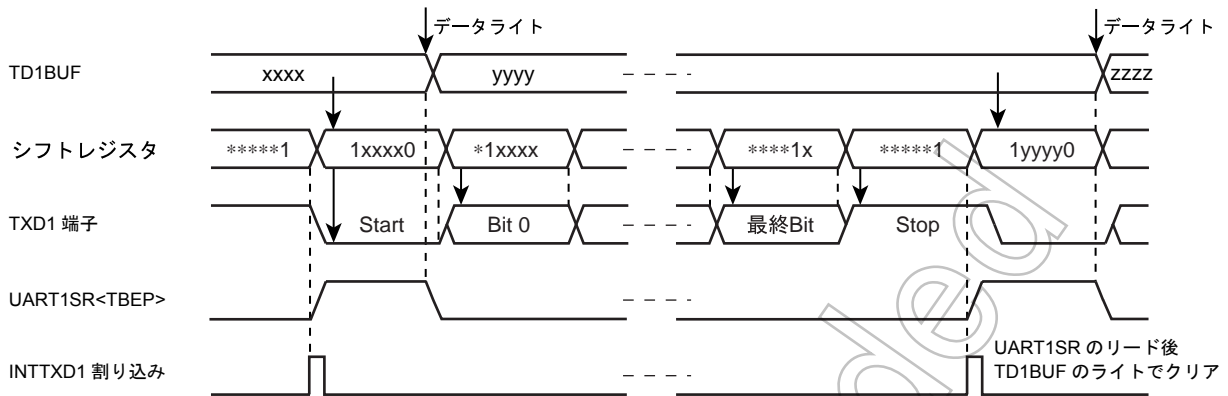 データライト データライト
TD1BUF xxxx yyyy zzzz
シフトレジスタ *****1 1xxxx0 *1xxxx ****1x *****1 1yyyy0
TXD1 端子 Start Bit 0 最終Bit Stop
UART1SR<TBEP>
UART1SR のリード後
INTTXD1 割り込み TD1BUF のライトでクリア